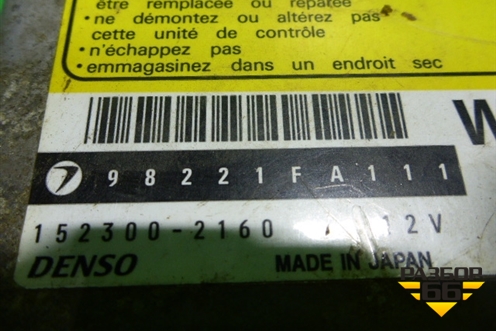 être remplacée ou réparée
• ne démontez ou altérez pas
cette unité de contrôle
• n'échappez pas
• emmagasinez dans un endroit sec
W
98221FA111
152300-2160 12V
DENSO MADE IN JAPAN
РАЗБОР
66